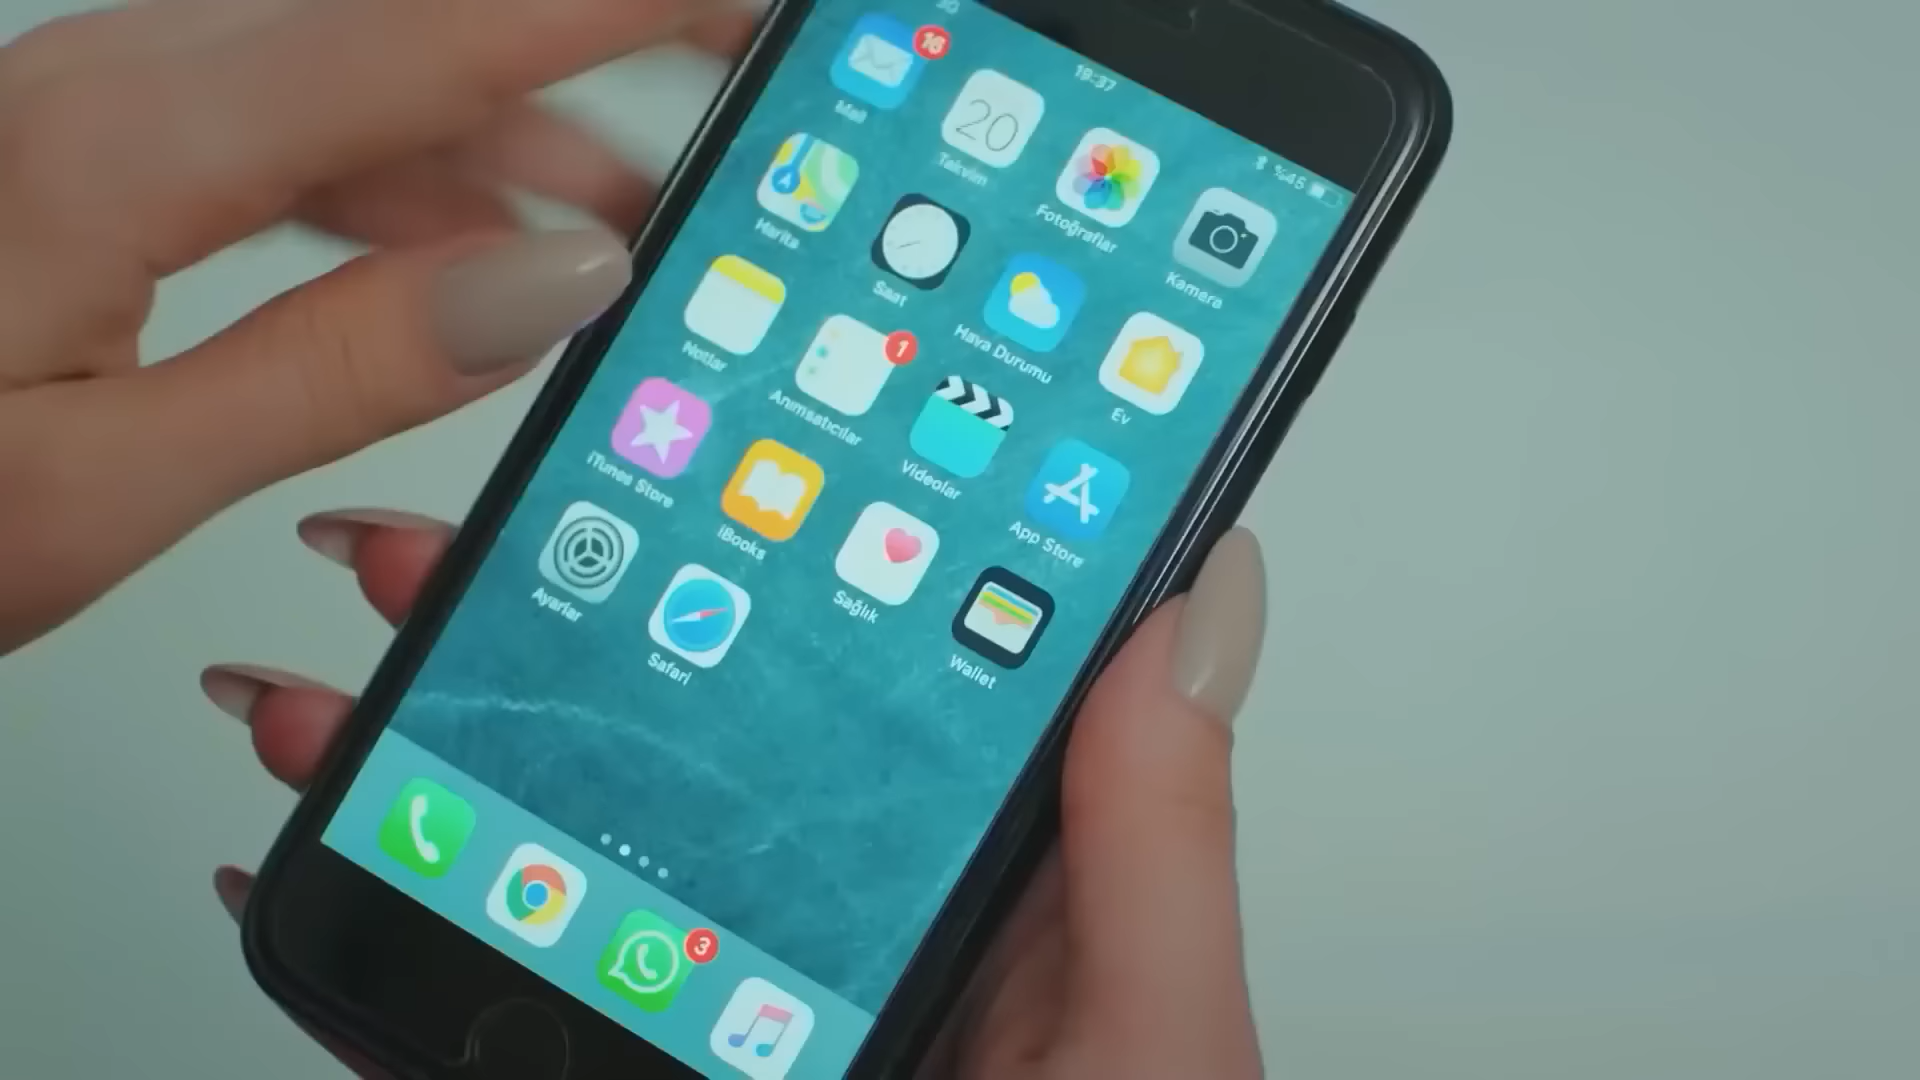 3G
19:37
%45
16
Mail
20
Takvim
Fotoğraflar
Kamera
Harita
Saat
Hava Durumu
Ev
Notlar
1
Anımsatıcılar
Videolar
App Store
iTunes Store
iBooks
Sağlık
Wallet
Ayarlar
Safari
3